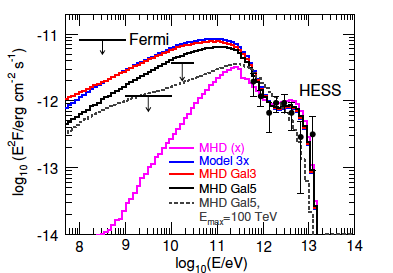 -11
-12
-13
-14
log₁₀ (E²F/erg cm⁻² s⁻¹)
Fermi
HESS
MHD (x)
Model 3x
MHD Gal3
MHD Gal5
MHD Gal5,
Eₘₐₓ=100 TeV
8 9 10 11 12 13 14
log₁₀(E/eV)